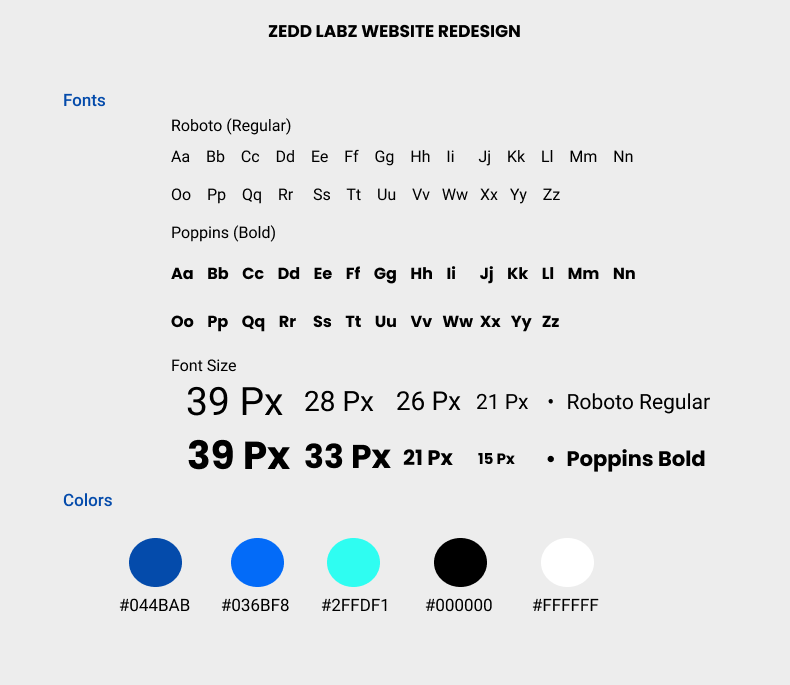 ZEDD LABZ WEBSITE REDESIGN
Fonts
Roboto (Regular)
Aa Bb Cc Dd Ee Ff Gg Hh Ii Jj Kk Ll Mm Nn
Oo Pp Qq Rr Ss Tt Uu Vv Ww Xx Yy Zz
Poppins (Bold)
Aa Bb Cc Dd Ee Ff Gg Hh Ii Jj Kk Ll Mm Nn
Oo Pp Qq Rr Ss Tt Uu Vv Ww Xx Yy Zz
Font Size
39 Px 28 Px 26 Px 21 Px • Roboto Regular
39 Px 33 Px 21 Px 15 Px • Poppins Bold
Colors
#044BAB #036BF8 #2FFDF1 #000000 #FFFFFF